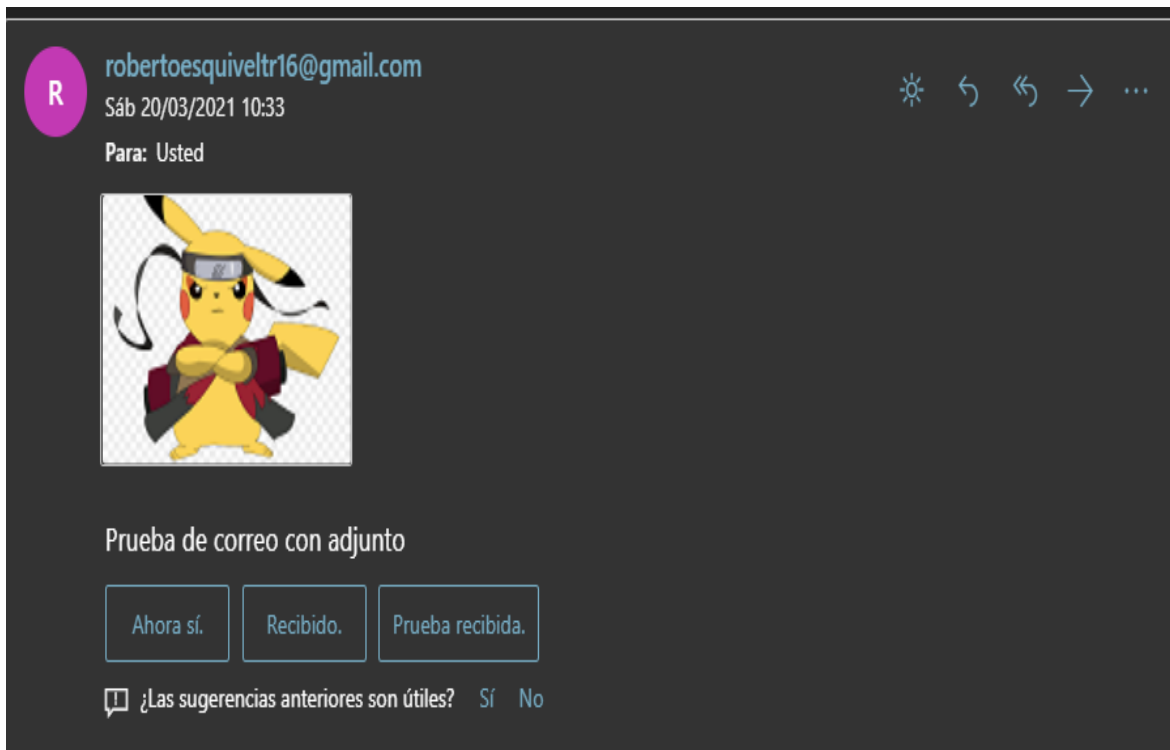 R
robertoesquiveltr16@gmail.com
Sáb 20/03/2021 10:33
Para: Usted
Prueba de correo con adjunto
Ahora sí.
Recibido.
Prueba recibida.
¿Las sugerencias anteriores son útiles? Sí No